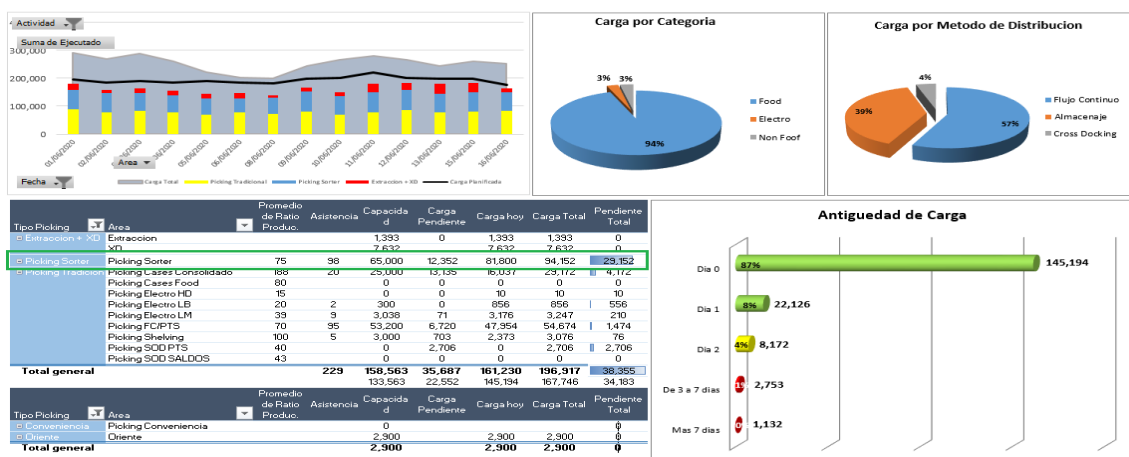 Actividad
Suma de Ejecutado
300,000
200,000
100,000
0
01/06/2020 02/06/2020 05/06/2020 06/06/2020 08/06/2020 09/06/2020 10/06/2020 11/06/2020 12/06/2020 13/06/2020 15/06/2020 16/06/2020
Area
Fecha
Carga Total Picking Tradicional Picking Sorter Extraccion + XD Carga Planificada
Carga por Categoria
3% 3%
94%
Food
Electro
Non Foof
Carga por Metodo de Distribucion
4%
39%
57%
Flujo Continuo
Almacenaje
Cross Docking
Tipo Picking Area Promedio de Ratio Produc. Asistencia Capacidad Carga Pendiente Carga hoy Carga Total Pendiente Total
Extraccion + XD Extraccion 1,393 0 1,393 1,393 0
XD 7,632 7,632 7,632 0
Picking Sorter Picking Sorter 75 98 65,000 12,352 81,800 94,152 29,152
Picking Tradicion Picking Cases Consolidado 188 20 25,000 13,135 16,037 29,172 4,172
Picking Cases Food 80 0 0 0 0 0
Picking Electro HD 15 0 0 10 10 10
Picking Electro LB 20 2 300 0 856 856 556
Picking Electro LM 39 9 3,038 71 3,176 3,247 210
Picking FC/PTS 70 95 53,200 6,720 47,954 54,674 1,474
Picking Shelving 100 5 3,000 703 2,373 3,076 76
Picking SOD PTS 40 0 2,706 0 2,706 2,706
Picking SOD SALDOS 43 0 0 0 0 0
Total general 229 158,563 35,687 161,230 196,917 38,355
133,563 22,552 145,194 167,746 34,183
Tipo Picking Area Promedio de Ratio Produc. Asistencia Capacidad Carga Pendiente Carga hoy Carga Total Pendiente Total
Conveniencia Picking Conveniencia 0 0
Oriente Oriente 2,900 2,900 2,900 0
Total general 2,900 2,900 2,900 0
Antiguedad de Carga
Dia 0 87% 145,194
Dia 1 8% 22,126
Dia 2 4% 8,172
De 3 a 7 dias 1% 2,753
Mas 7 dias 0% 1,132